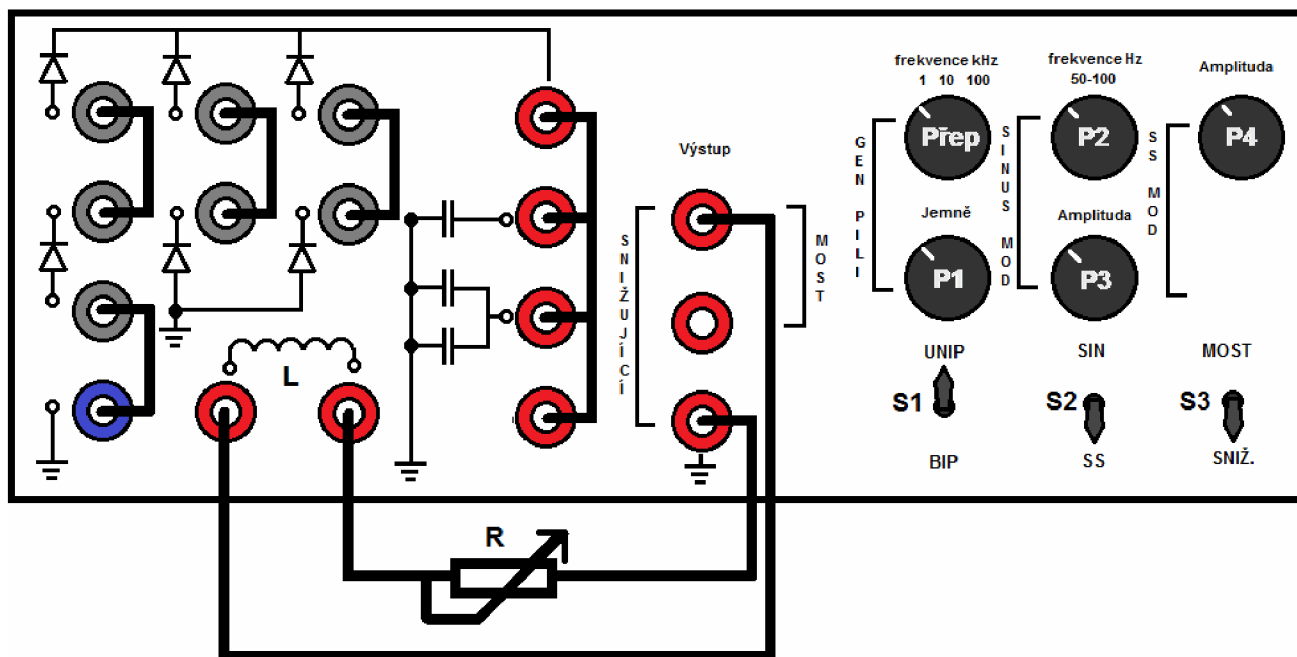 frekvence kHz
1 10 100
frekvence Hz
50-100
Amplituda
Přep
P2
P4
GEN PILI
SINUS MOD
SS MOD
Výstup
SNIŽUJÍCÍ
MOST
Jemně
Amplituda
P1
P3
L
UNIP
SIN
MOST
S1
S2
S3
BIP
SS
SNIŽ.
R